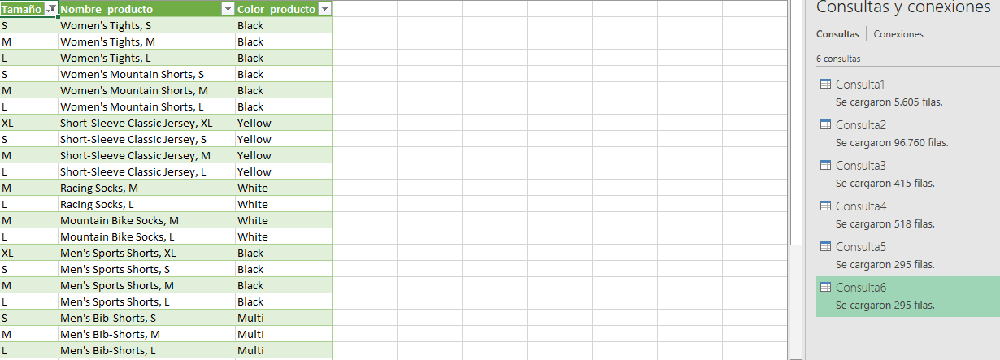 Tamaño Nombre_producto Color_producto
S Women's Tights, S Black
M Women's Tights, M Black
L Women's Tights, L Black
S Women's Mountain Shorts, S Black
M Women's Mountain Shorts, M Black
L Women's Mountain Shorts, L Black
XL Short-Sleeve Classic Jersey, XL Yellow
S Short-Sleeve Classic Jersey, S Yellow
M Short-Sleeve Classic Jersey, M Yellow
L Short-Sleeve Classic Jersey, L Yellow
M Racing Socks, M White
L Racing Socks, L White
M Mountain Bike Socks, M White
L Mountain Bike Socks, L White
XL Men's Sports Shorts, XL Black
S Men's Sports Shorts, S Black
M Men's Sports Shorts, M Black
L Men's Sports Shorts, L Black
S Men's Bib-Shorts, S Multi
M Men's Bib-Shorts, M Multi
L Men's Bib-Shorts, L Multi
Consultas y conexiones
Consultas Conexiones
6 consultas
Consulta1
Se cargaron 5.605 filas.
Consulta2
Se cargaron 96.760 filas.
Consulta3
Se cargaron 415 filas.
Consulta4
Se cargaron 518 filas.
Consulta5
Se cargaron 295 filas.
Consulta6
Se cargaron 295 filas.